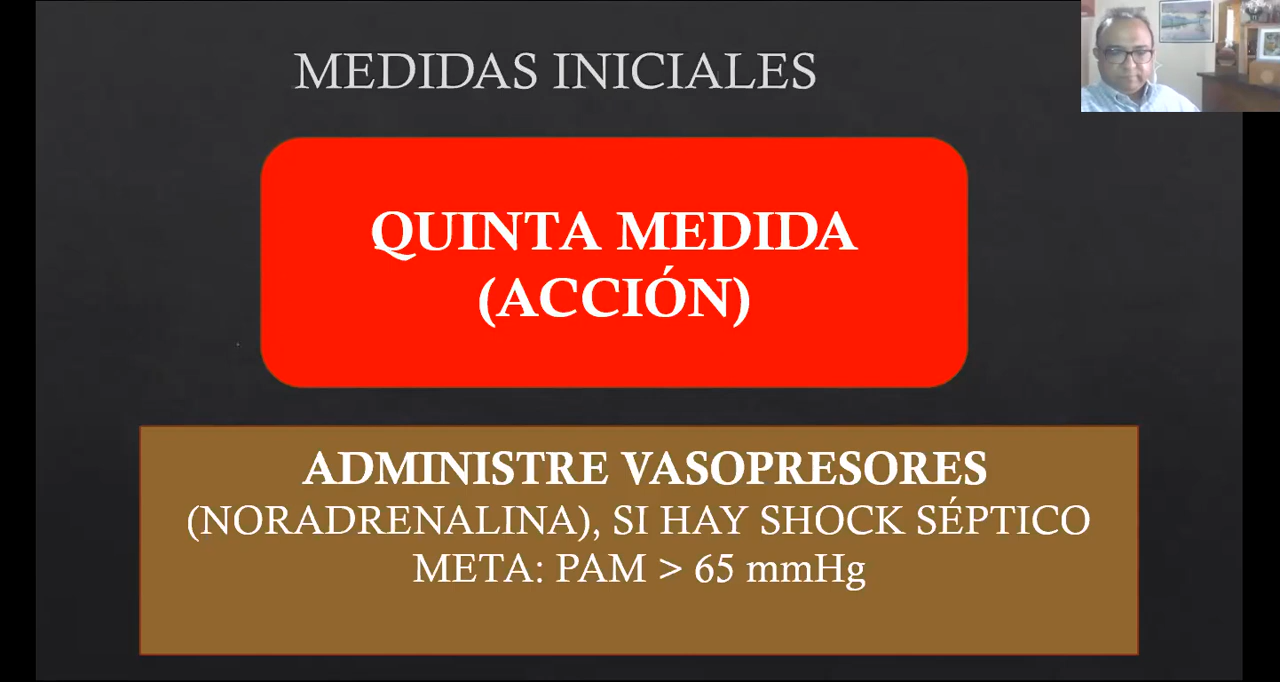 MEDIDAS INICIALES
QUINTA MEDIDA
(ACCIÓN)
ADMINISTRE VASOPRESORES
(NORADRENALINA), SI HAY SHOCK SÉPTICO
META: PAM > 65 mmHg